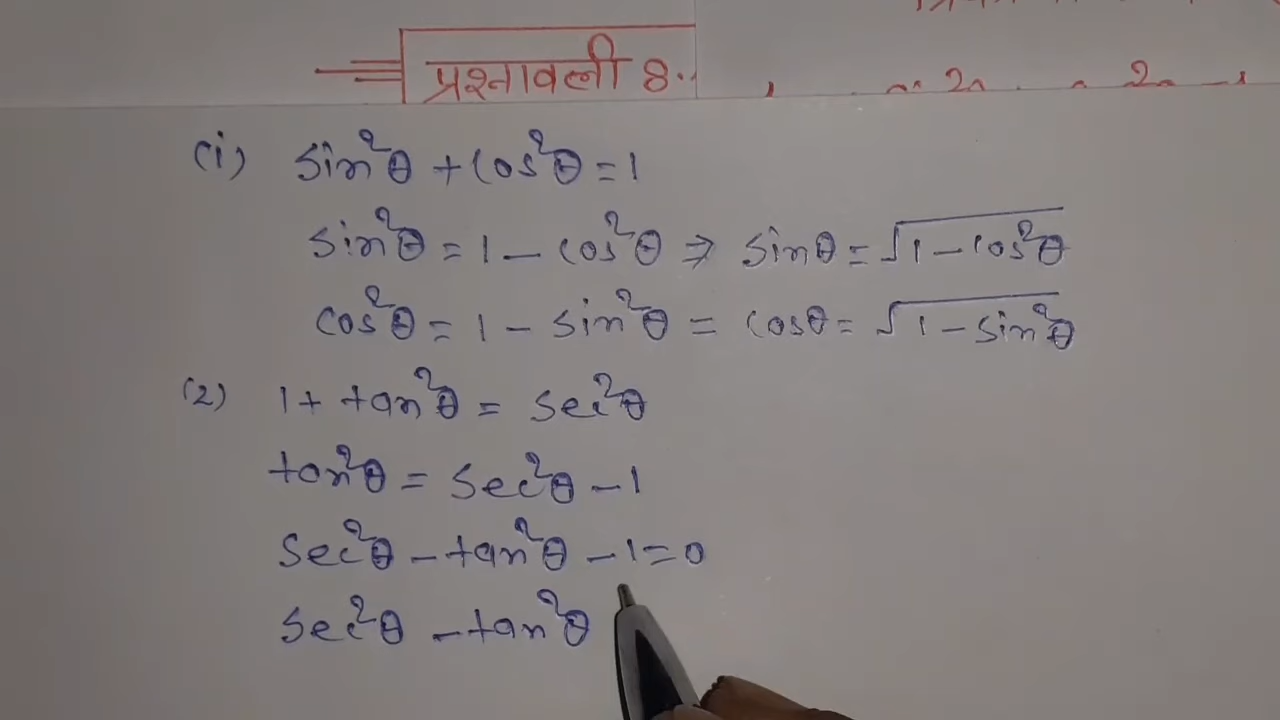 प्रश्नावली 8.
(i) sin²θ + cos²θ = 1
sin²θ = 1 – cos²θ ⇒ sinθ = √1 – cos²θ
cos²θ = 1 – sin²θ = cosθ = √1 – sin²θ
(2) 1 + tan²θ = sec²θ
tan²θ = sec²θ – 1
sec²θ – tan²θ – 1 = 0
sec²θ – tan²θ